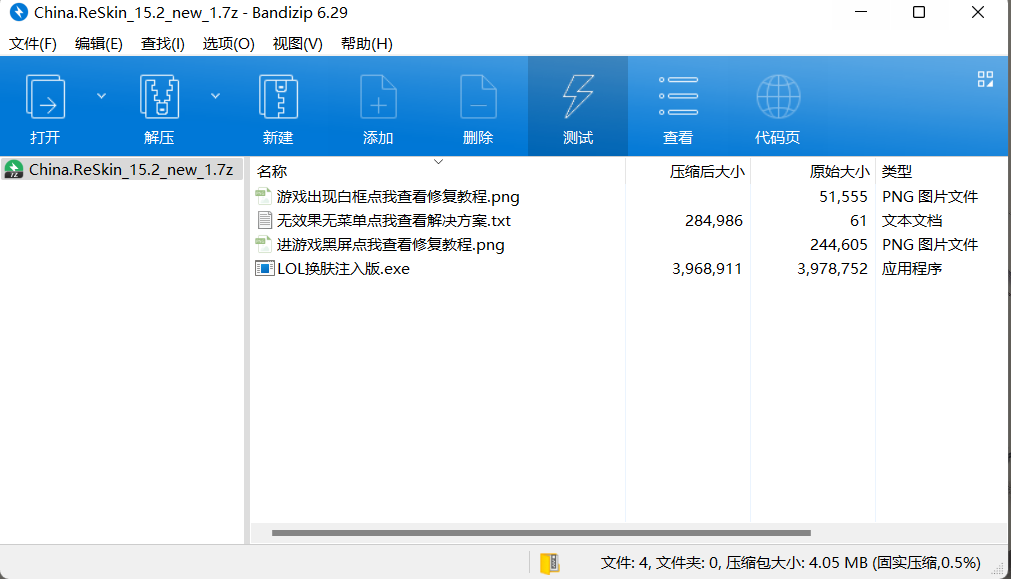 China.ReSkin_15.2_new_1.7z - Bandizip 6.29
文件(F) 编辑(E) 查找(I) 选项(O) 视图(V) 帮助(H)
打开 解压 新建 添加 删除 测试 查看 代码页
China.ReSkin_15.2_new_1.7z
名称 压缩后大小 原始大小 类型
游戏出现白框点我查看修复教程.png 51,555 PNG 图片文件
无效果无菜单点我查看解决方案.txt 284,986 61 文本文档
进游戏黑屏点我查看修复教程.png 244,605 PNG 图片文件
LOL换肤注入版.exe 3,968,911 3,978,752 应用程序
文件: 4, 文件夹: 0, 压缩包大小: 4.05 MB (固实压缩,0.5%)